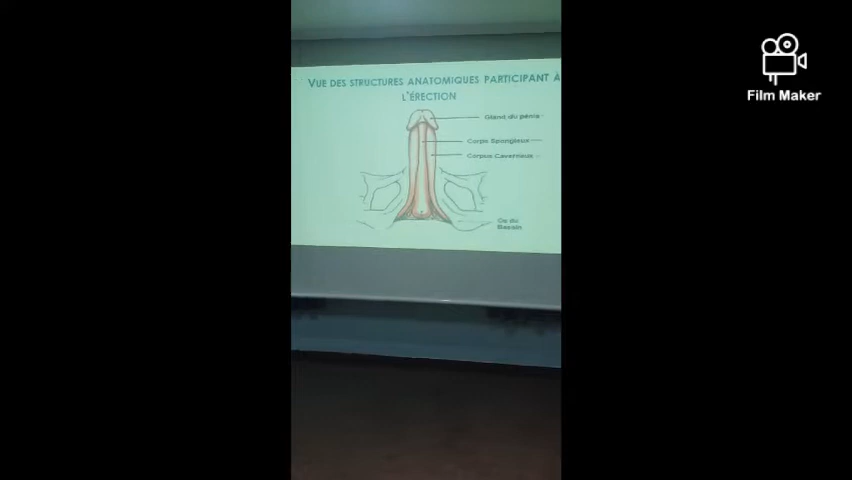 VUE DES STRUCTURES ANATOMIQUES PARTICIPANT À
L'ÉRECTION
Gland du pénis
Corps Spongieux
Corps Caverneux
Os du
Bassin
Film Maker